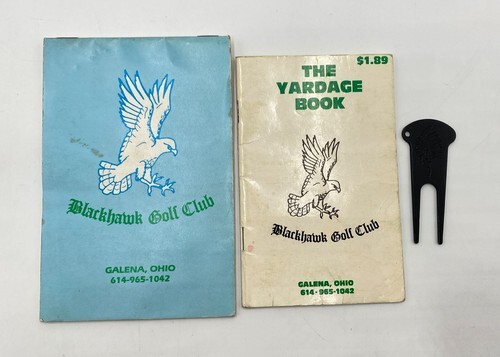 Blackhawk Golf Club
GALENA, OHIO
614-965-1042
$1.89
THE
YARDAGE
BOOK
Blackhawk Golf Club
GALENA, OHIO
614-965-1042